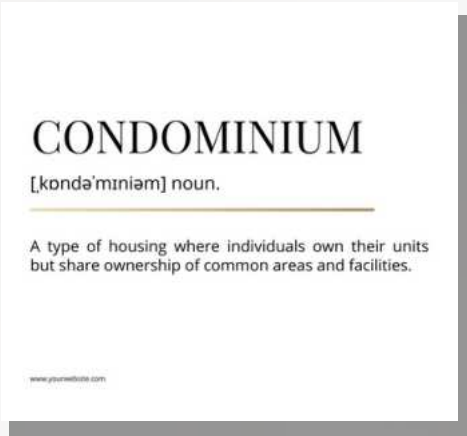 CONDOMINIUM
[ˌkɒndəˈmɪniəm] noun.
A type of housing where individuals own their units
but share ownership of common areas and facilities.
www.yourwebsite.com